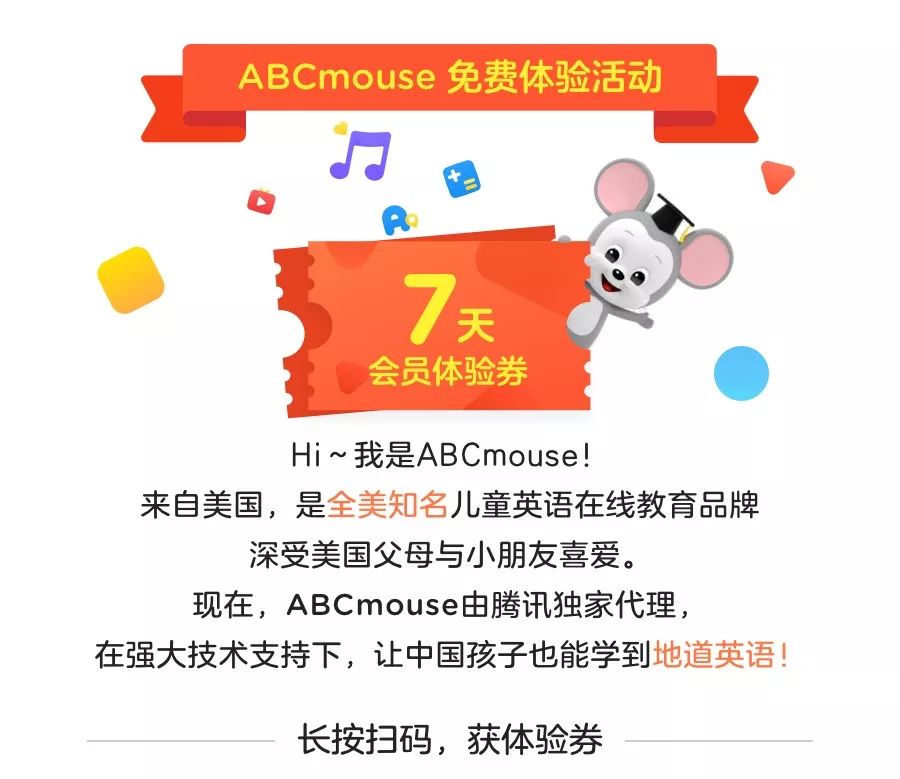 ABCmouse 免费体验活动
7天
会员体验券
Hi~我是ABCmouse!
来自美国，是全美知名儿童英语在线教育品牌
深受美国父母与小朋友喜爱。
现在，ABCmouse由腾讯独家代理，
在强大技术支持下，让中国孩子也能学到地道英语!
长按扫码，获体验券